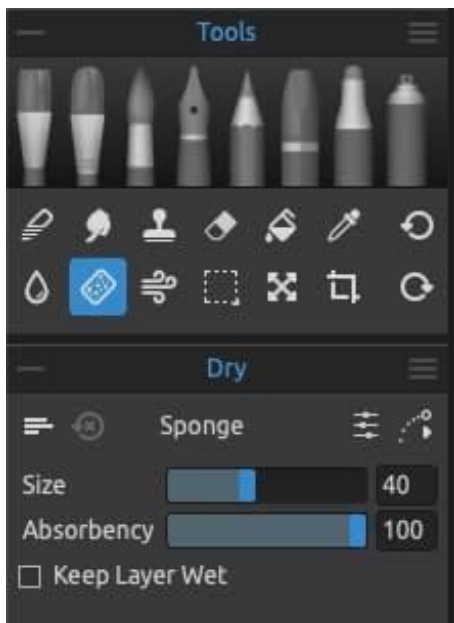 Tools
Dry
Sponge
Size 40
Absorbency 100
Keep Layer Wet